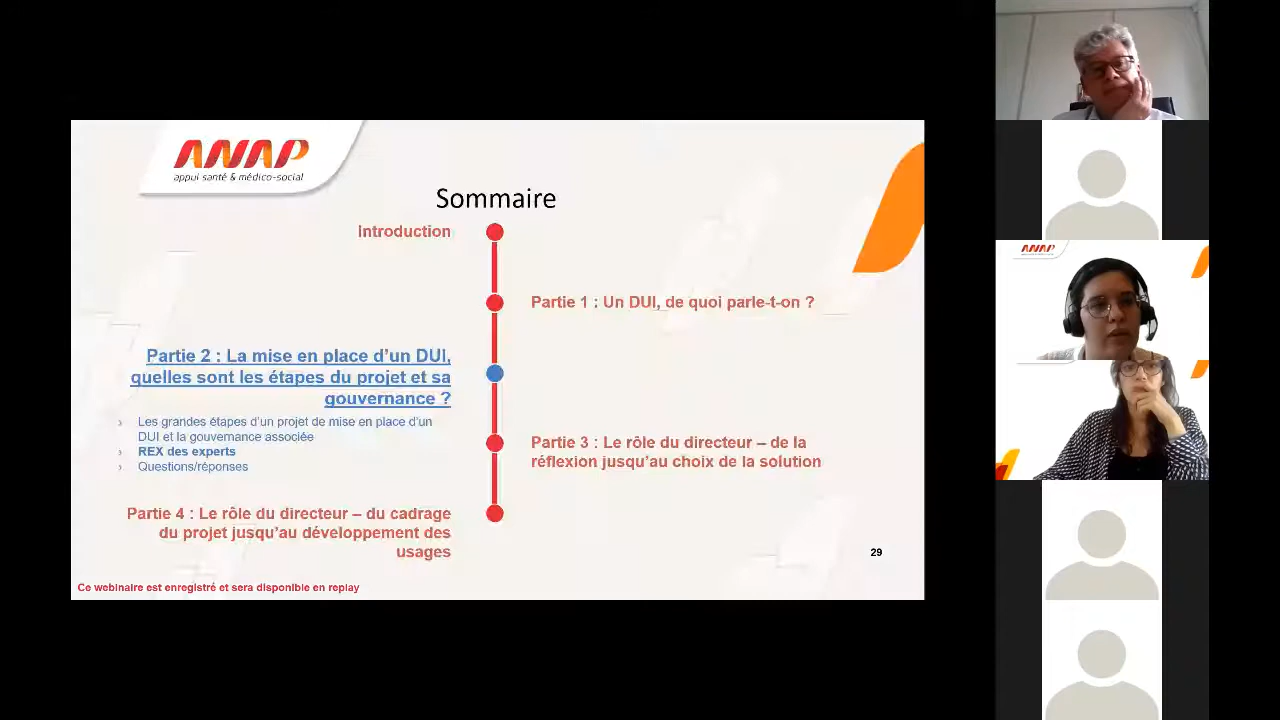 ANAP
appui santé & médico-social
Sommaire
Introduction
Partie 1 : Un DUI, de quoi parle-t-on ?
Partie 2 : La mise en place d'un DUI,
quelles sont les étapes du projet et sa
gouvernance ?
› Les grandes étapes d'un projet de mise en place d'un
DUI et la gouvernance associée
› REX des experts
› Questions/réponses
Partie 3 : Le rôle du directeur – de la
réflexion jusqu'au choix de la solution
Partie 4 : Le rôle du directeur – du cadrage
du projet jusqu'au développement des
usages
29
Ce webinaire est enregistré et sera disponible en replay
ANAP